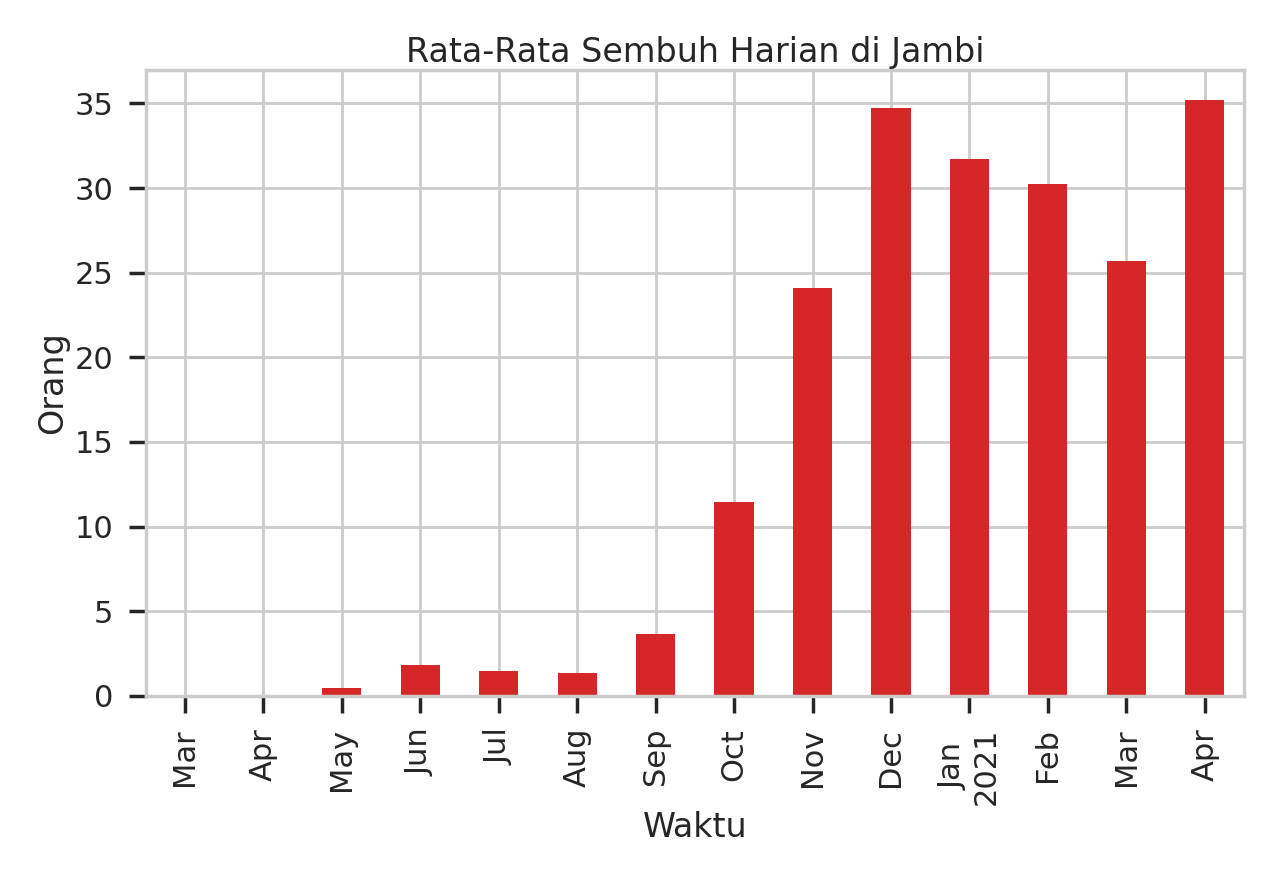 Rata-Rata Sembuh Harian di Jambi
35
30
25
20
15
10
5
0
Orang
Mar
Apr
May
Jun
Jul
Aug
Sep
Oct
Nov
Dec
Jan
2021
Feb
Mar
Apr
Waktu